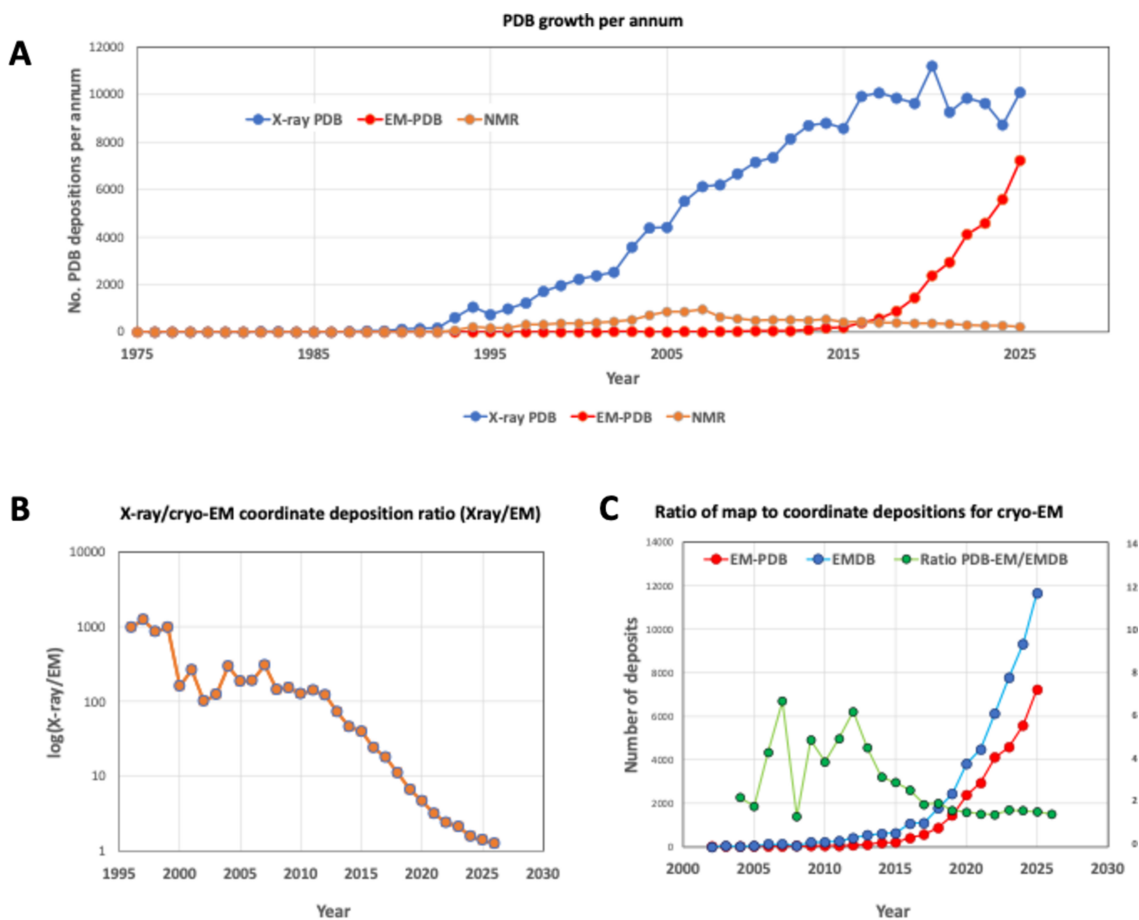 PDB growth per annum
A
12000
10000
8000
6000
4000
2000
0
No. PDB depositions per annum
X-ray PDB EM-PDB NMR
1975 1985 1995 2005 2015 2025
Year
X-ray PDB EM-PDB NMR
B
X-ray/cryo-EM coordinate deposition ratio (Xray/EM)
10000
1000
100
10
1
log(X-ray/EM)
1995 2000 2005 2010 2015 2020 2025 2030
Year
C
Ratio of map to coordinate depositions for cryo-EM
14000
12000
10000
8000
6000
4000
2000
0
Number of deposits
EM-PDB EMDB Ratio PDB-EM/EMDB
2000 2005 2010 2015 2020 2025 2030
Year